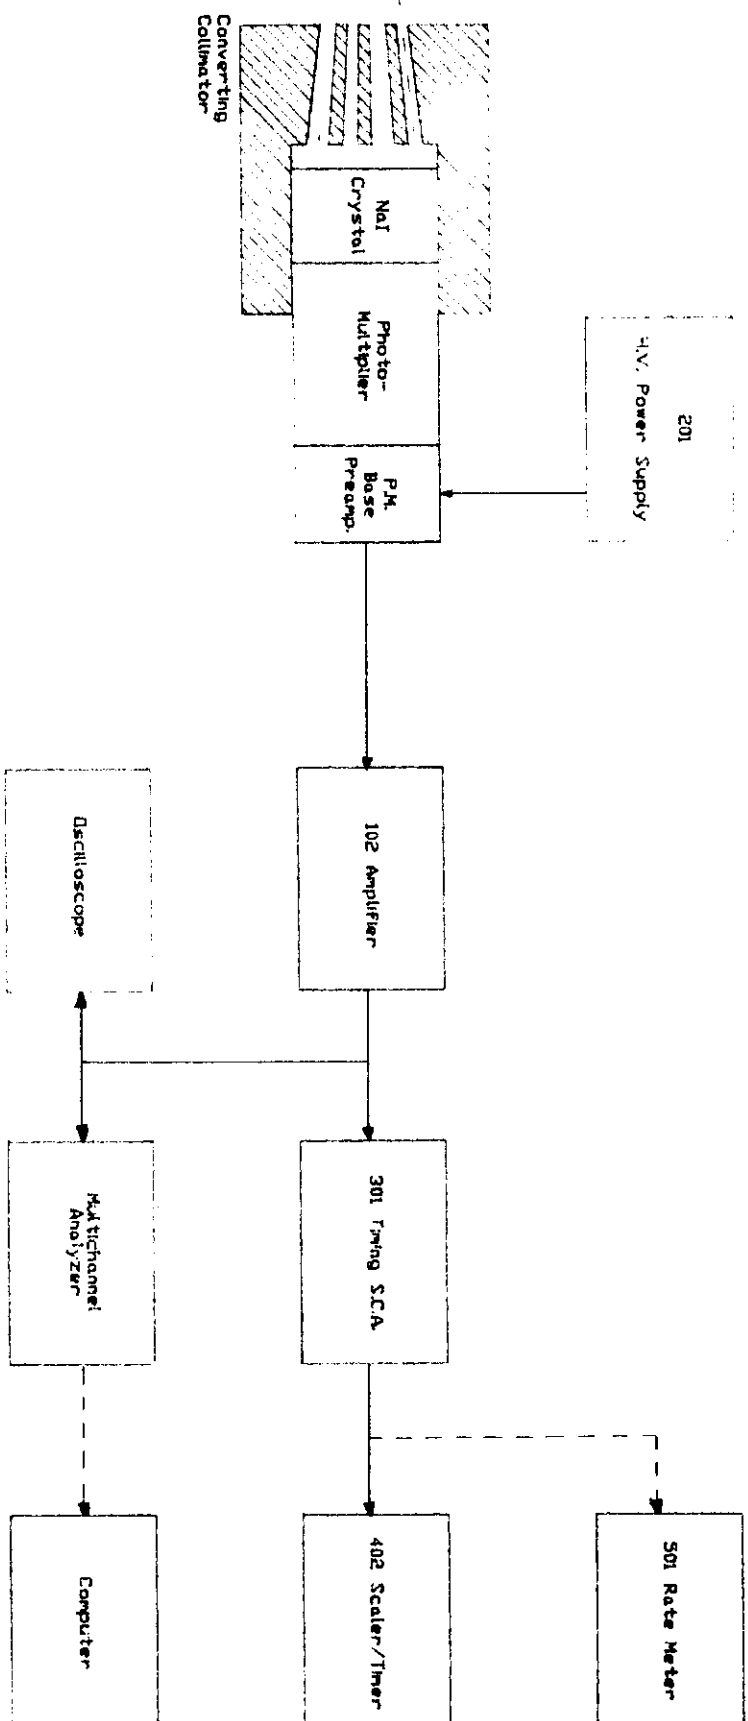 Converting
Collimator
NaI
Crystal
Photo-
Multiplier
P.M.
Base
Preamp.
201
H.V. Power Supply
102 Amplifier
Oscilloscope
301 Timing S.C.A.
Multichannel
Analyzer
501 Rate Meter
402 Scaler/Timer
Computer